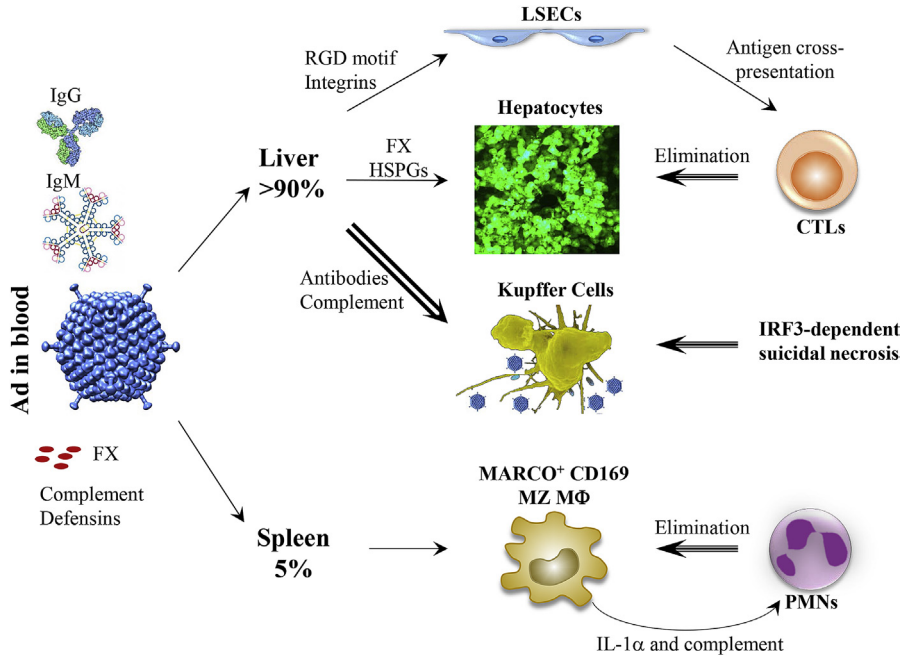 LSECs
RGD motif
Integrins
Antigen cross-
presentation
IgG
Hepatocytes
Liver
>90%
FX
HSPGs
Elimination
IgM
CTLs
Antibodies
Complement
Kupffer Cells
Ad in blood
IRF3-dependent
suicidal necrosis
FX
Complement
Defensins
MARCO⁺ CD169
MZ MΦ
Spleen
5%
Elimination
PMNs
IL-1α and complement